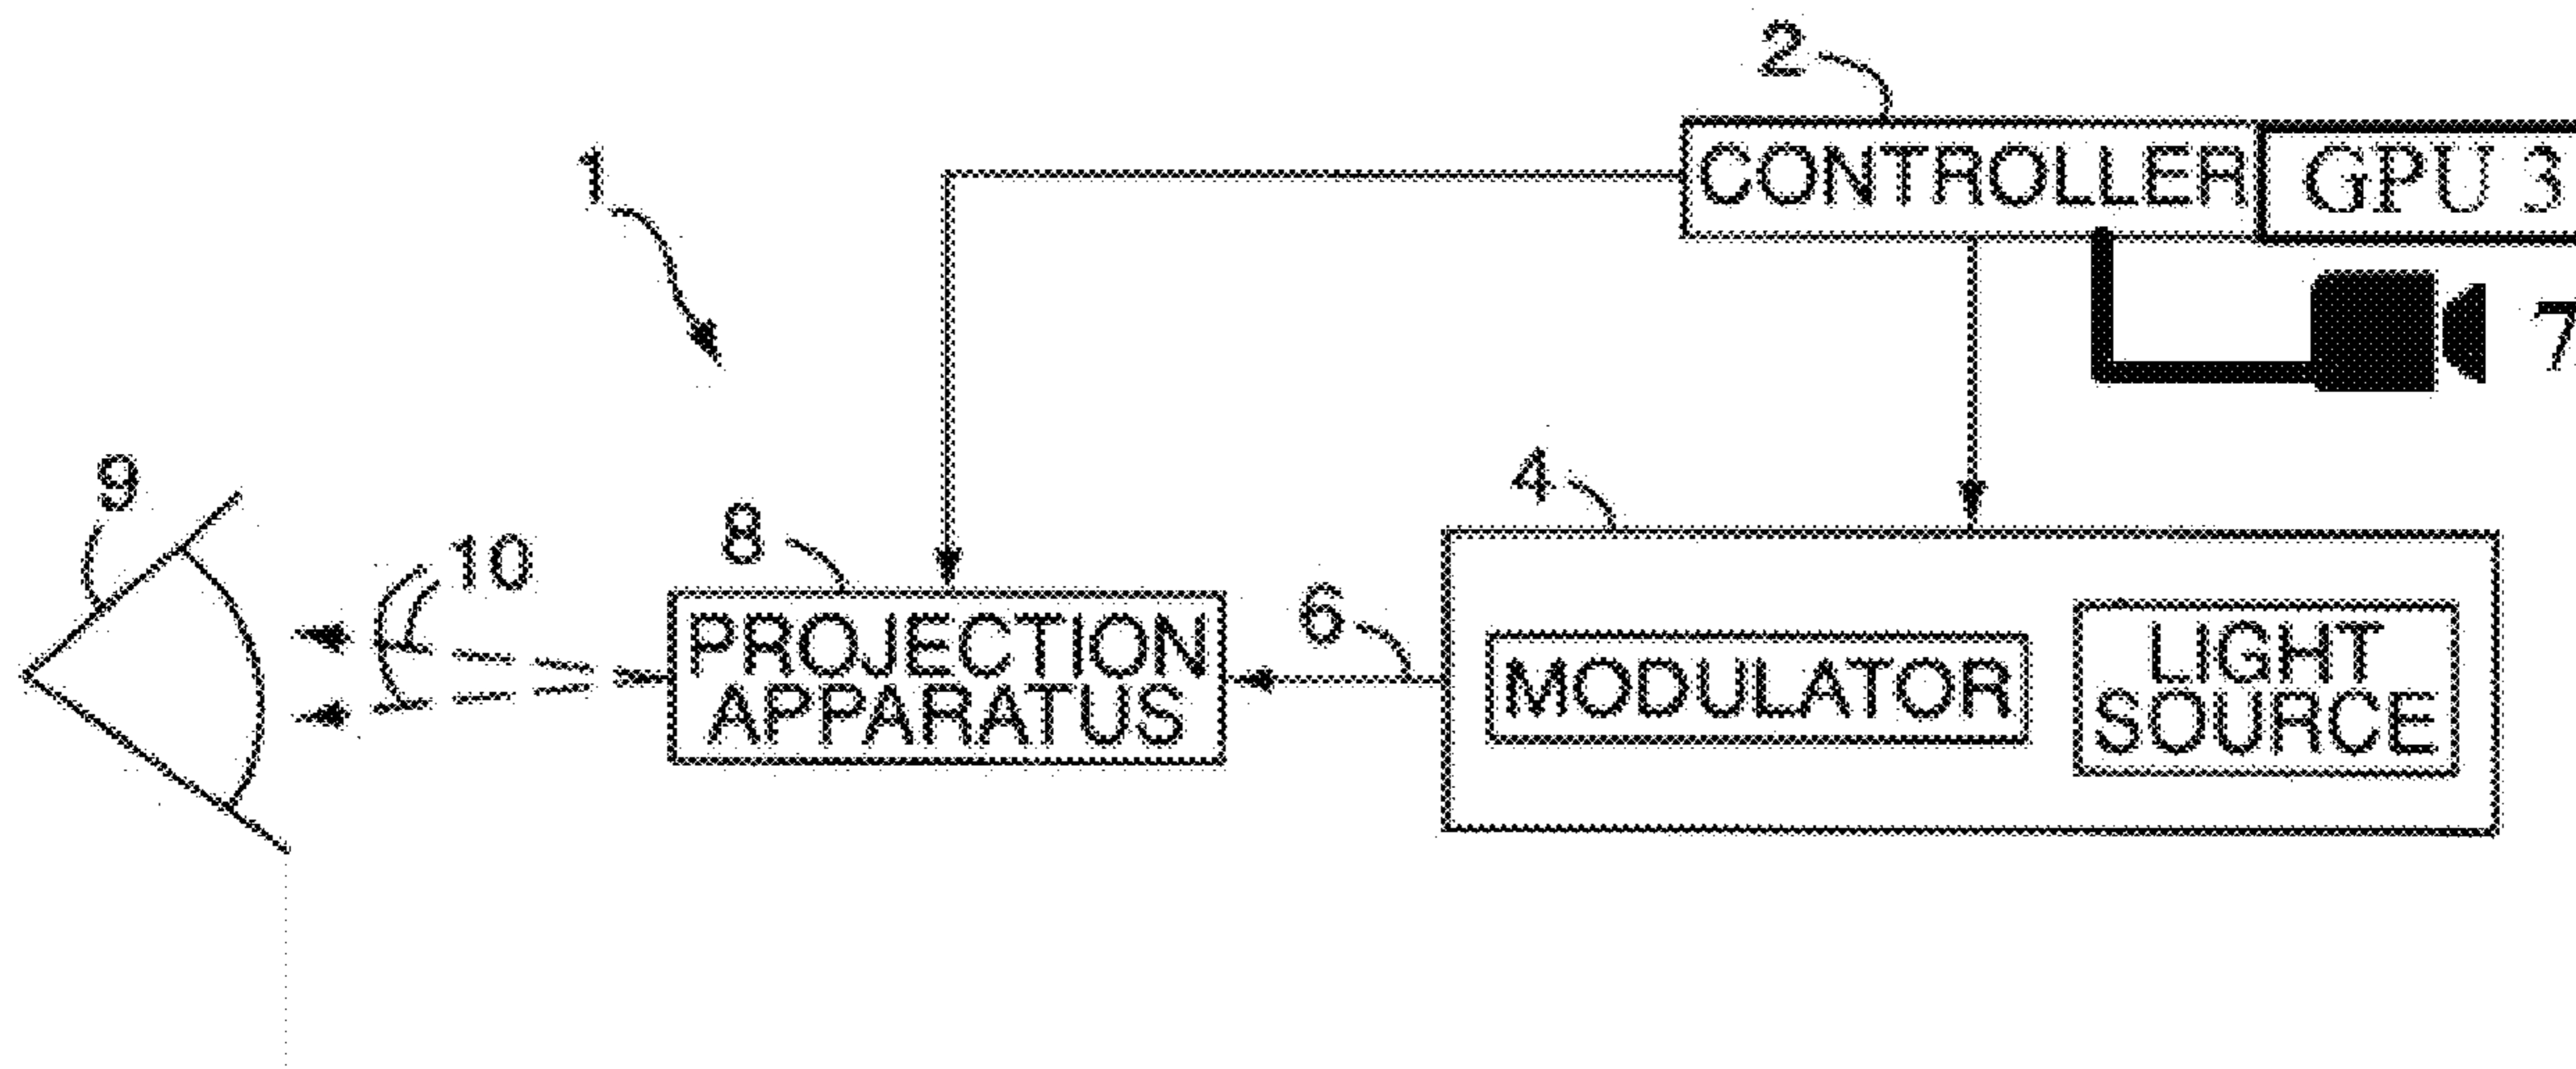 2
1
CONTROLLER GPU 3
7
9
10
8
4
6
PROJECTION
APPARATUS
MODULATOR
LIGHT
SOURCE